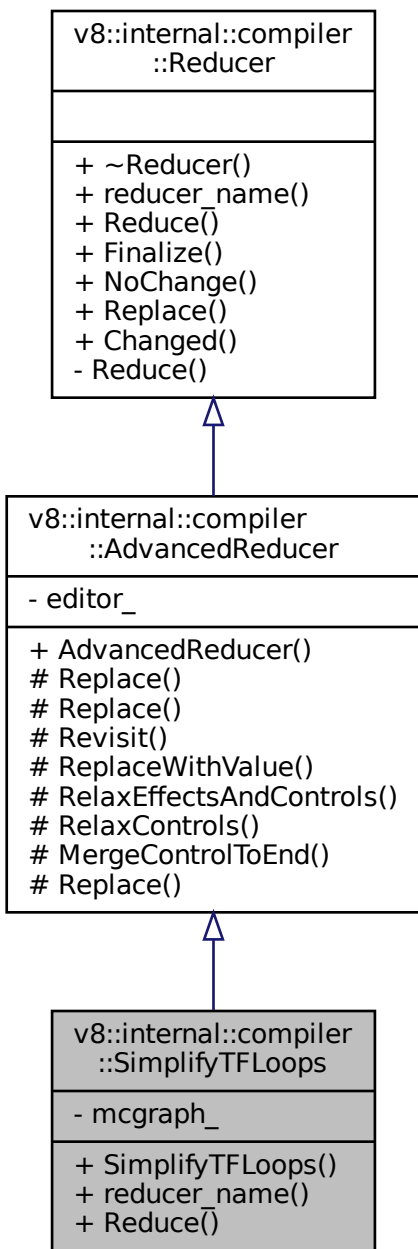 v8::internal::compiler
::Reducer
+ ~Reducer()
+ reducer_name()
+ Reduce()
+ Finalize()
+ NoChange()
+ Replace()
+ Changed()
- Reduce()
v8::internal::compiler
::AdvancedReducer
- editor_
+ AdvancedReducer()
# Replace()
# Replace()
# Revisit()
# ReplaceWithValue()
# RelaxEffectsAndControls()
# RelaxControls()
# MergeControlToEnd()
# Replace()
v8::internal::compiler
::SimplifyTFLoops
- mcgraph_
+ SimplifyTFLoops()
+ reducer_name()
+ Reduce()